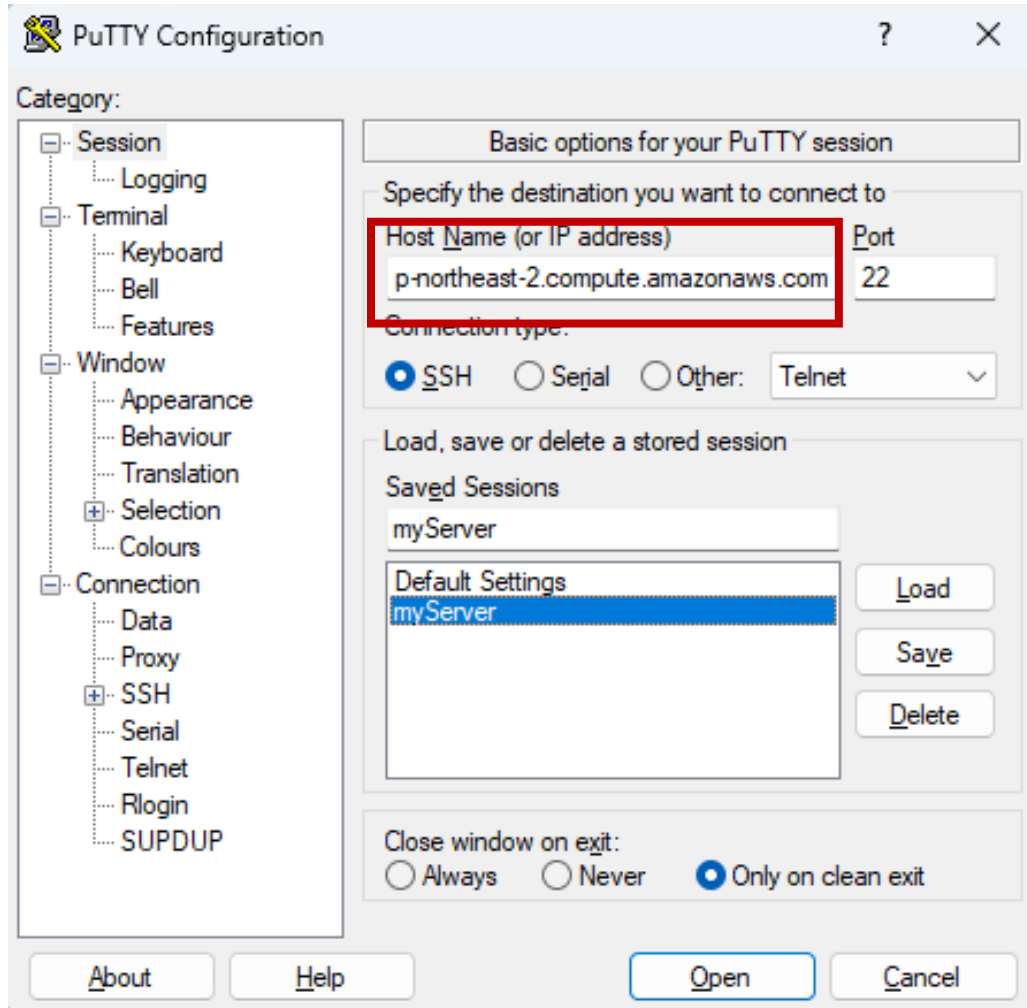 PuTTY Configuration
?
Category:
Session
Logging
Terminal
Keyboard
Bell
Features
Window
Appearance
Behaviour
Translation
Selection
Colours
Connection
Data
Proxy
SSH
Serial
Telnet
Rlogin
SUPDUP
Basic options for your PuTTY session
Specify the destination you want to connect to
Host Name (or IP address) Port
p-northeast-2.compute.amazonaws.com 22
Connection type:
SSH Serial Other: Telnet
Load, save or delete a stored session
Saved Sessions
myServer
Default Settings
myServer
Load
Save
Delete
Close window on exit:
Always Never Only on clean exit
About Help Open Cancel